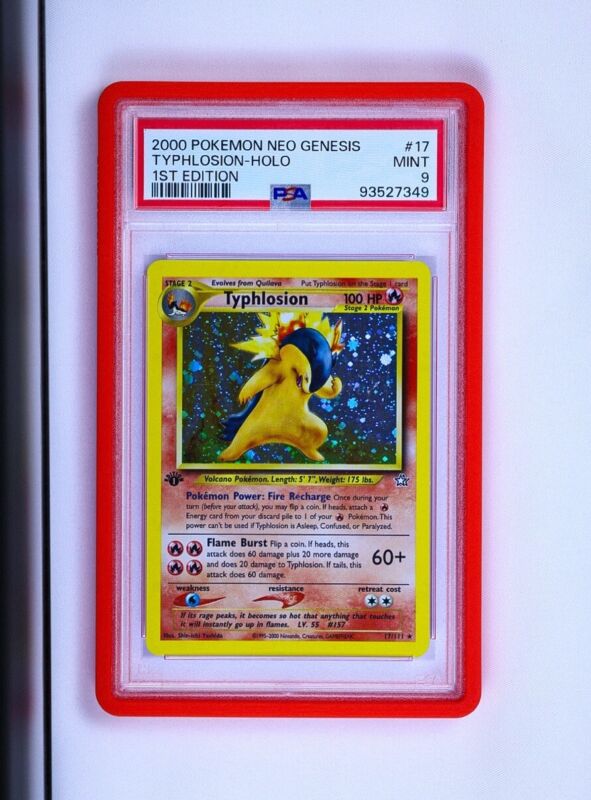 2000 POKEMON NEO GENESIS #17
TYPHLOSION-HOLO MINT
1ST EDITION 9
PSA 93527349
STAGE 2 Evolves from Quilava Put Typhlosion on the Stage 1 card
Typhlosion 100 HP
Stage 2 Pokémon
Volcano Pokémon. Length: 5' 7", Weight: 175 lbs.
EDITION 1
Pokémon Power: Fire Recharge Once during your
turn (before your attack), you may flip a coin. If heads, attach a
Energy card from your discard pile to 1 of your Pokémon. This
power can't be used if Typhlosion is Asleep, Confused, or Paralyzed.
Flame Burst Flip a coin. If heads, this
attack does 60 damage plus 20 more damage
and does 20 damage to Typhlosion. If tails, this
attack does 60 damage.
60+
weakness resistance retreat cost
If its rage peaks, it becomes so hot that anything that touches
it will instantly go up in flames. LV. 55 #157
Illus. Shin-ichi Yoshida ©1995-2000 Nintendo, Creatures, GAMEFREAK. 17/111 ★